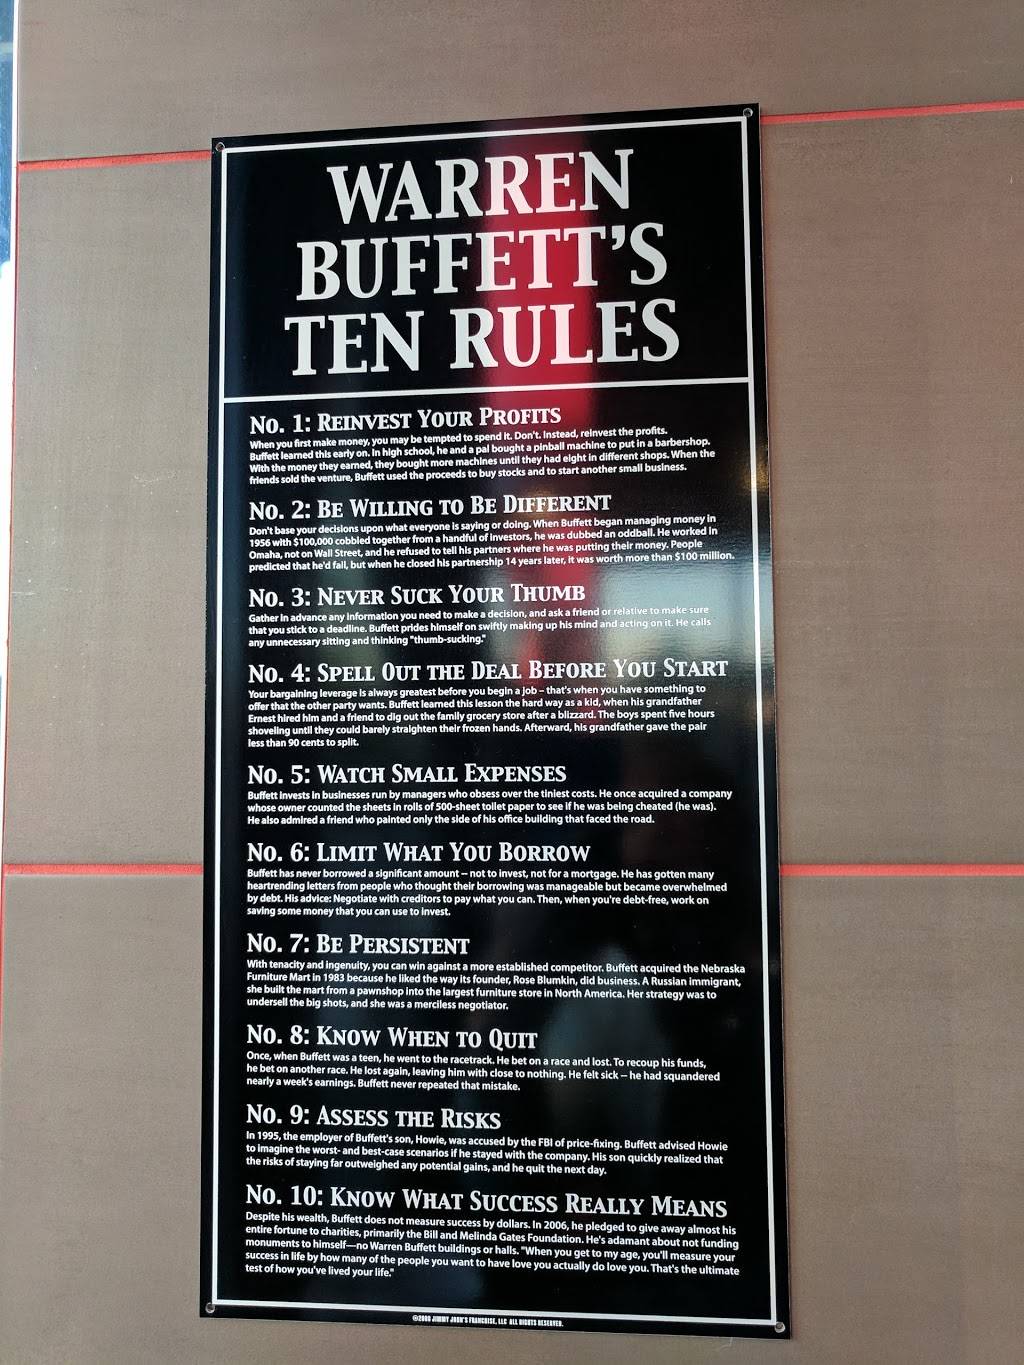 WARREN
BUFFETT'S
TEN RULES
No. 1: Reinvest Your Profits
When you first make money, you may be tempted to spend it. Don't. Instead, reinvest the profits.
Buffett learned this early on. In high school, he and a pal bought a pinball machine to put in a barbershop.
With the money they earned, they bought more machines until they had eight in different shops. When the
friends sold the venture, Buffett used the proceeds to buy stocks and to start another small business.
No. 2: Be Willing to Be Different
Don't base your decisions upon what everyone is saying or doing. When Buffett began managing money in
1956 with $100,000 cobbled together from a handful of investors, he was dubbed an oddball. He worked in
Omaha, not on Wall Street, and he refused to tell his partners where he was putting their money. People
predicted that he'd fail, but when he closed his partnership 14 years later, it was worth more than $100 million.
No. 3: Never Suck Your Thumb
Gather in advance any information you need to make a decision, and ask a friend or relative to make sure
that you stick to a deadline. Buffett prides himself on swiftly making up his mind and acting on it. He calls
any unnecessary sitting and thinking "thumb-sucking."
No. 4: Spell Out the Deal Before You Start
Your bargaining leverage is always greatest before you begin a job – that's when you have something to
offer that the other party wants. Buffett learned this lesson the hard way as a kid, when his grandfather
Ernest hired him and a friend to dig out the family grocery store after a blizzard. The boys spent five hours
shoveling until they could barely straighten their frozen hands. Afterward, his grandfather gave the pair
less than 90 cents to split.
No. 5: Watch Small Expenses
Buffett invests in businesses run by managers who obsess over the tiniest costs. He once acquired a company
whose owner counted the sheets in rolls of 500-sheet toilet paper to see if he was being cheated (he was).
He also admired a friend who painted only the side of his office building that faced the road.
No. 6: Limit What You Borrow
Buffett has never borrowed a significant amount – not to invest, not for a mortgage. He has gotten many
heartrending letters from people who thought their borrowing was manageable but became overwhelmed
by debt. His advice: Negotiate with creditors to pay what you can. Then, when you're debt-free, work on
saving some money that you can use to invest.
No. 7: Be Persistent
With tenacity and ingenuity, you can win against a more established competitor. Buffett acquired the Nebraska
Furniture Mart in 1983 because he liked the way its founder, Rose Blumkin, did business. A Russian immigrant,
she built the mart from a pawnshop into the largest furniture store in North America. Her strategy was to
undersell the big shots, and she was a merciless negotiator.
No. 8: Know When to Quit
Once, when Buffett was a teen, he went to the racetrack. He bet on a race and lost. To recoup his funds,
he bet on another race. He lost again, leaving him with close to nothing. He felt sick – he had squandered
nearly a week's earnings. Buffett never repeated that mistake.
No. 9: Assess the Risks
In 1995, the employer of Buffett's son, Howie, was accused by the FBI of price-fixing. Buffett advised Howie
to imagine the worst- and best-case scenarios if he stayed with the company. His son quickly realized that
the risks of staying far outweighed any potential gains, and he quit the next day.
No. 10: Know What Success Really Means
Despite his wealth, Buffett does not measure success by dollars. In 2006, he pledged to give away almost his
entire fortune to charities, primarily the Bill and Melinda Gates Foundation. He's adamant about not funding
monuments to himself—no Warren Buffett buildings or halls. "When you get to my age, you'll measure your
success in life by how many of the people you want to have love you actually do love you. That's the ultimate
test of how you've lived your life."
©2009 JIMMY JOHN'S FRANCHISE, LLC ALL RIGHTS RESERVED.